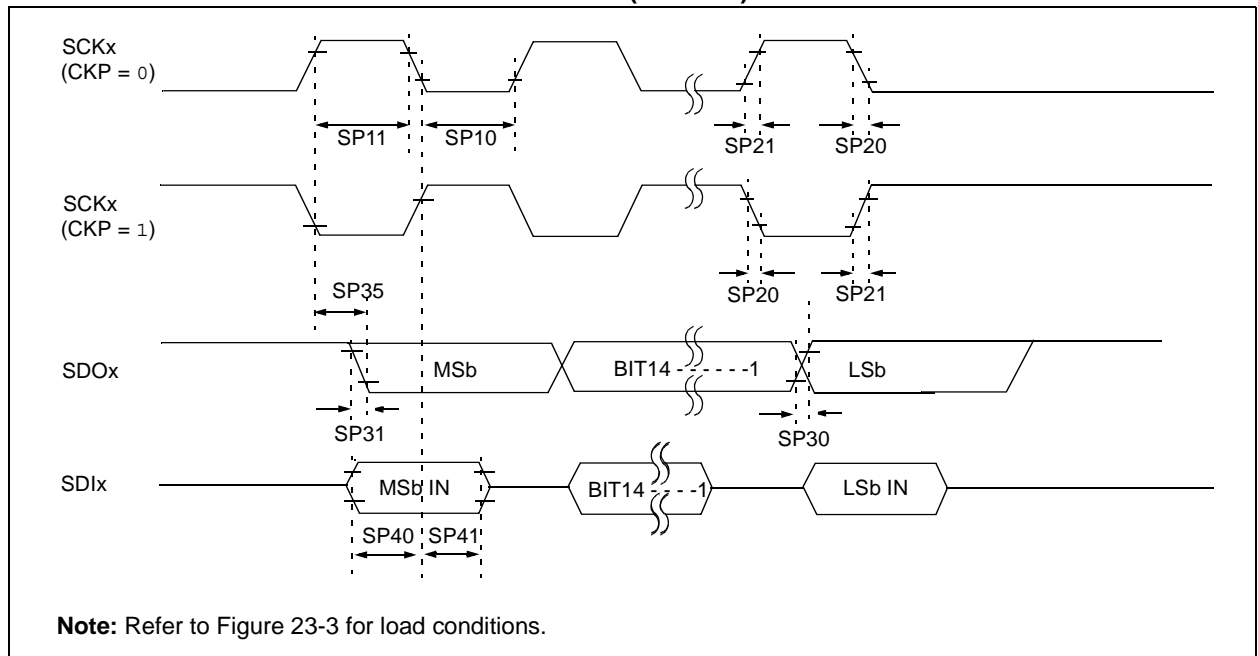 SCKx
(CKP = 0)
SP11
SP10
SP21
SP20
SCKx
(CKP = 1)
SP35
SP20
SP21
SDOx
MSb
BIT14 - - - - - - -1
LSb
SP31
SP30
SDIx
MSb IN
BIT14 - - - - -1
LSb IN
SP40
SP41
Note: Refer to Figure 23-3 for load conditions.